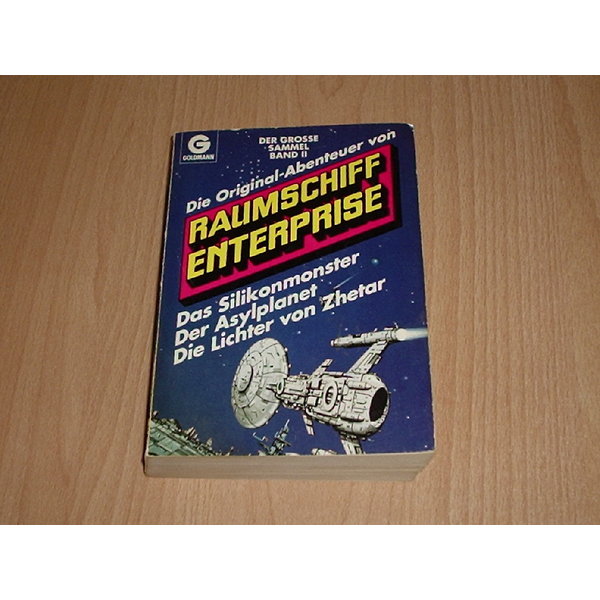 G
GOLDMANN
DER GROSSE
SAMMEL
BAND II
Die Original-Abenteuer von
RAUMSCHIFF
ENTERPRISE
Das Silikonmonster
Der Asylplanet
Die Lichter von Zhetar